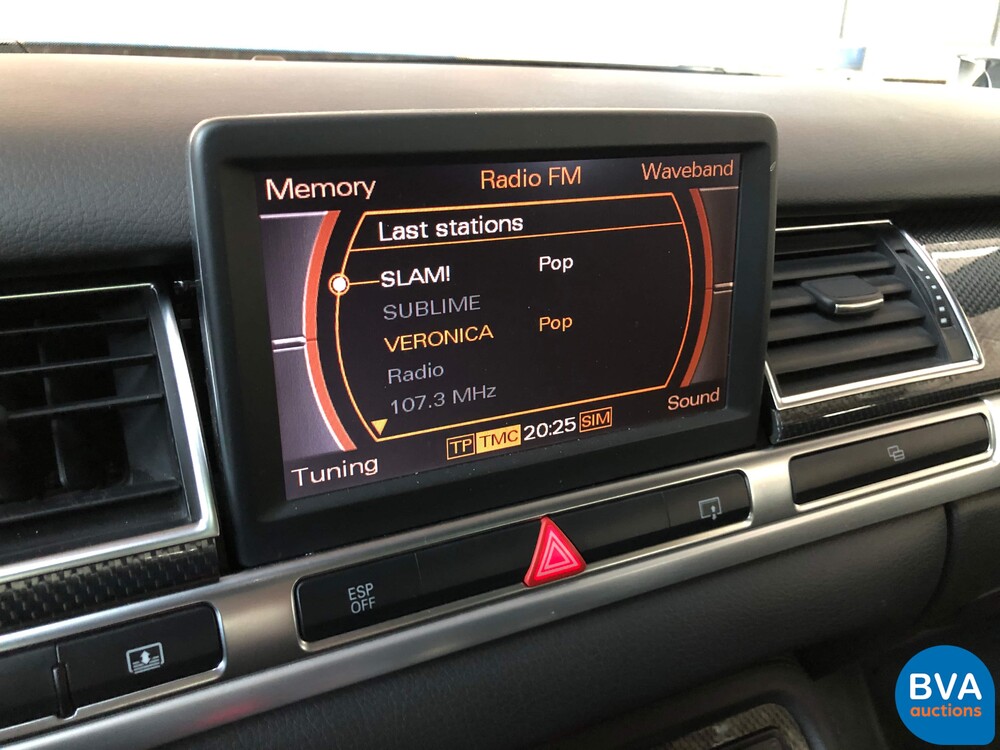 Memory
Radio FM
Waveband
Last stations
SLAM! Pop
SUBLIME
VERONICA Pop
Radio
107.3 MHz
Sound
TP TMC 20:25 SIM
Tuning
ESP
OFF
BVA
auctions